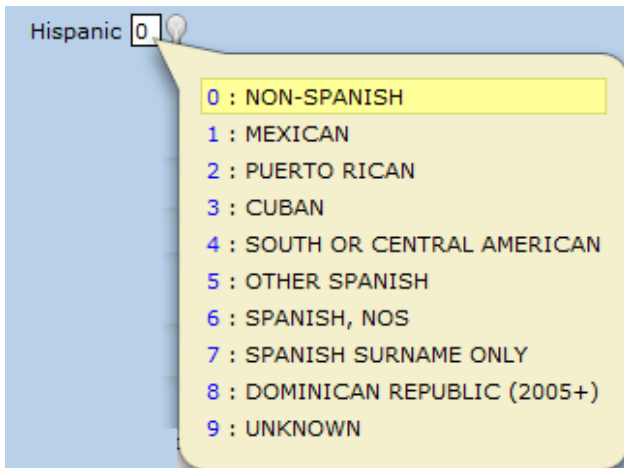 Hispanic 0
0 : NON-SPANISH
1 : MEXICAN
2 : PUERTO RICAN
3 : CUBAN
4 : SOUTH OR CENTRAL AMERICAN
5 : OTHER SPANISH
6 : SPANISH, NOS
7 : SPANISH SURNAME ONLY
8 : DOMINICAN REPUBLIC (2005+)
9 : UNKNOWN